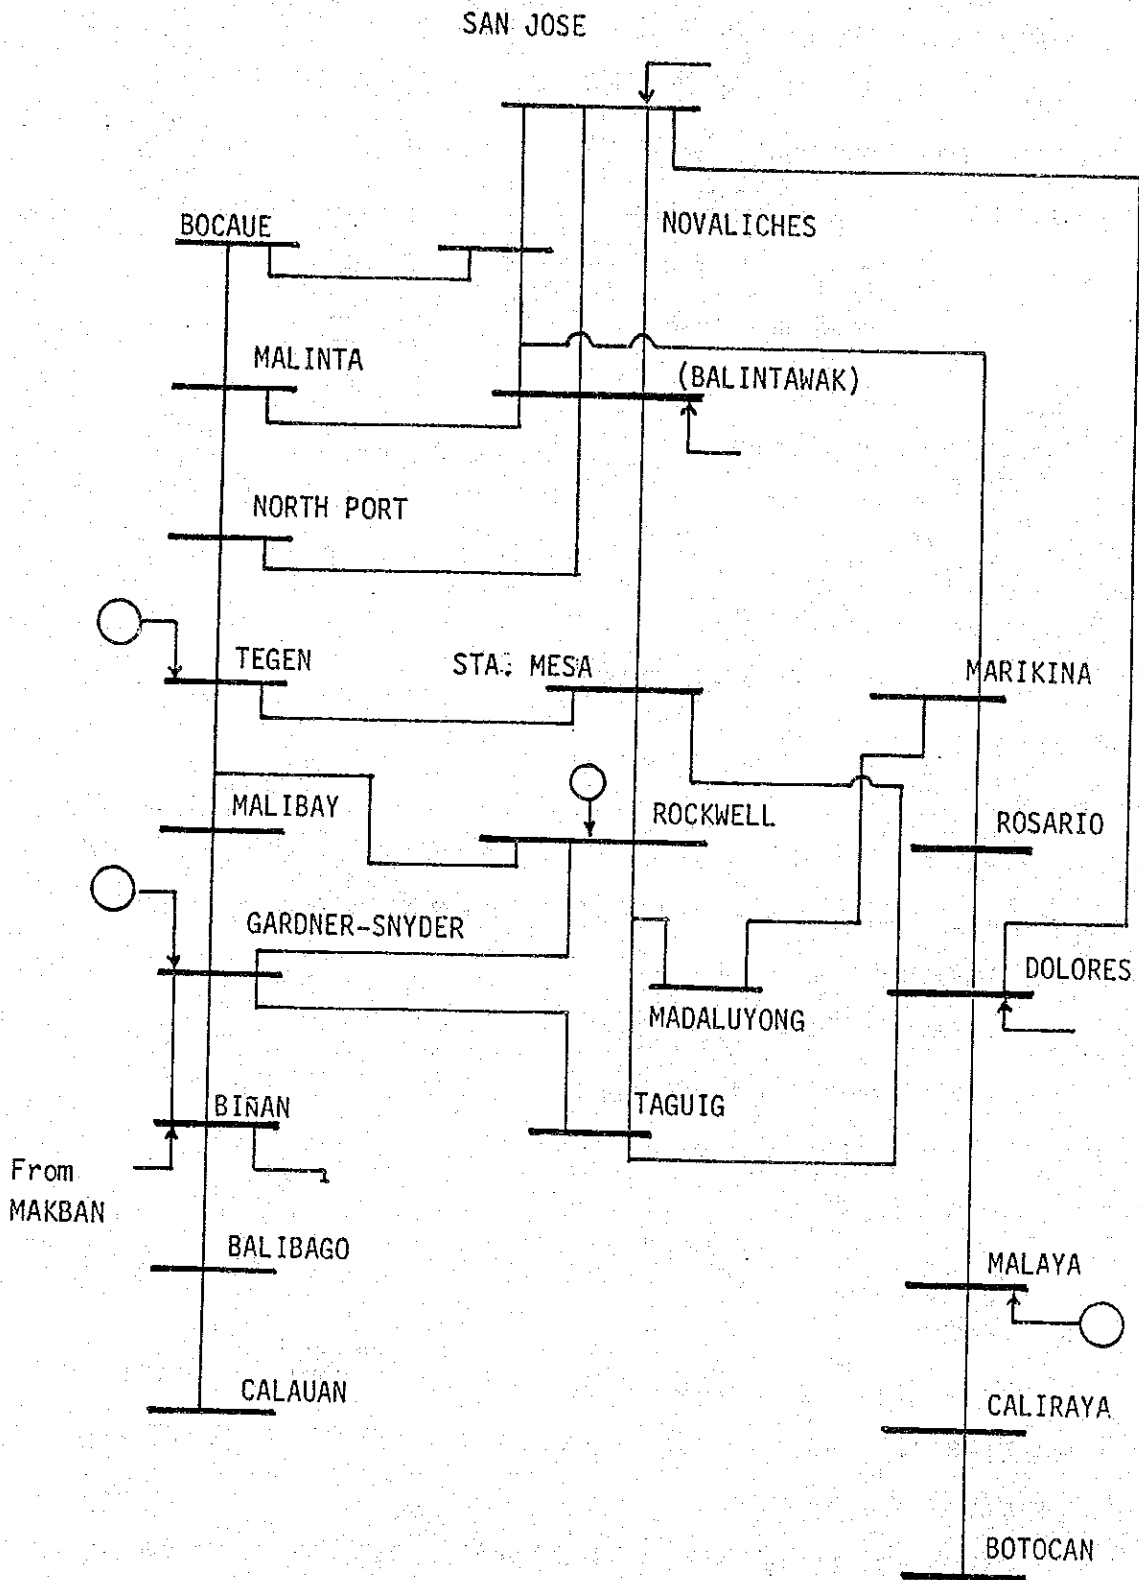 SAN JOSE
BOCAUE
NOVALICHES
MALINTA
(BALINTAWAK)
NORTH PORT
TEGEN
STA. MESA
MARIKINA
MALIBAY
ROCKWELL
ROSARIO
GARDNER-SNYDER
DOLORES
MADALUYONG
BIÑAN
TAGUIG
From
MAKBAN
BALIBAGO
MALAYA
CALAUAN
CALIRAYA
BOTOCAN